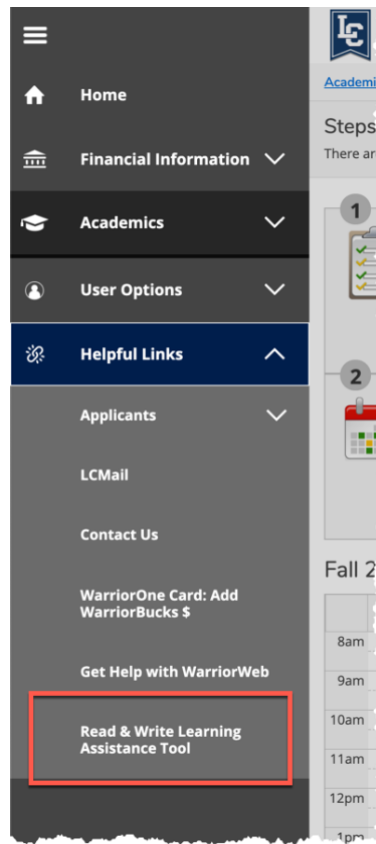 LC
Home
Academi
Financial Information
Steps
There ar
Academics
1
User Options
Helpful Links
2
Applicants
LCMail
Contact Us
Fall 2
WarriorOne Card: Add
WarriorBucks $
8am
Get Help with WarriorWeb
9am
10am
Read & Write Learning
Assistance Tool
11am
12pm
1pm